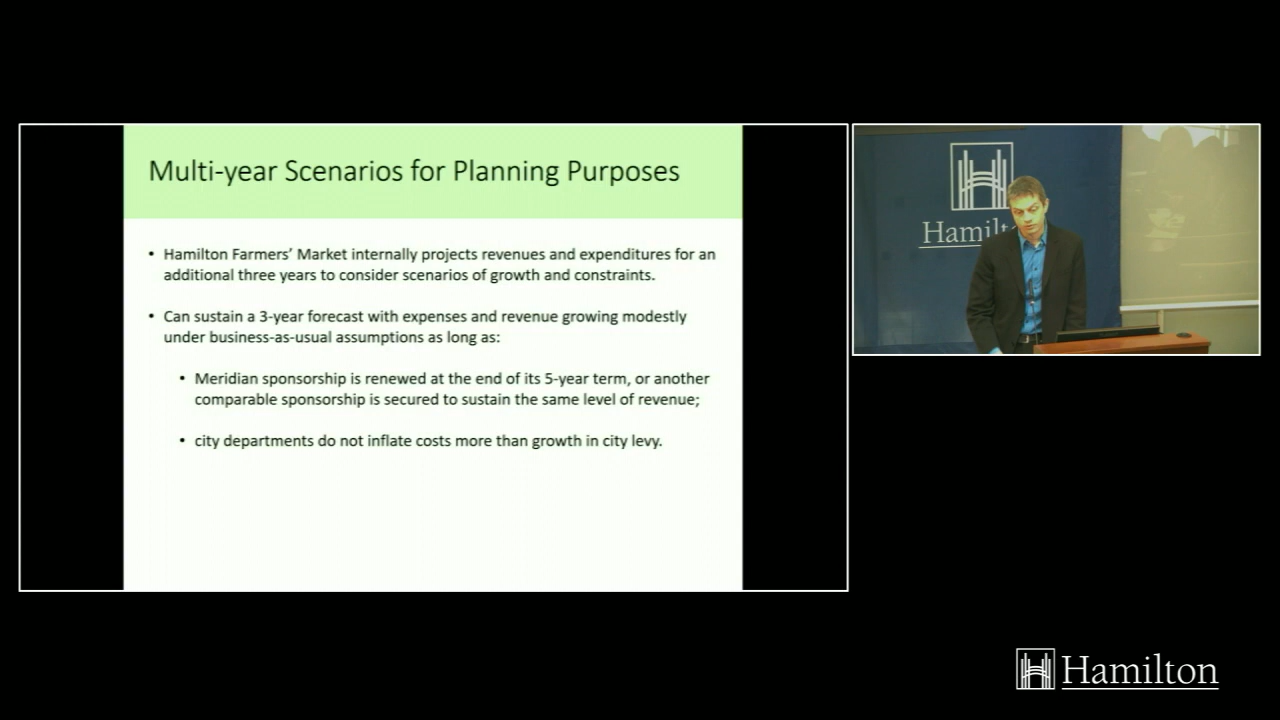 Multi-year Scenarios for Planning Purposes
• Hamilton Farmers' Market internally projects revenues and expenditures for an
additional three years to consider scenarios of growth and constraints.
• Can sustain a 3-year forecast with expenses and revenue growing modestly
under business-as-usual assumptions as long as:
• Meridian sponsorship is renewed at the end of its 5-year term, or another
comparable sponsorship is secured to sustain the same level of revenue;
• city departments do not inflate costs more than growth in city levy.
Hamilt
Hamilton